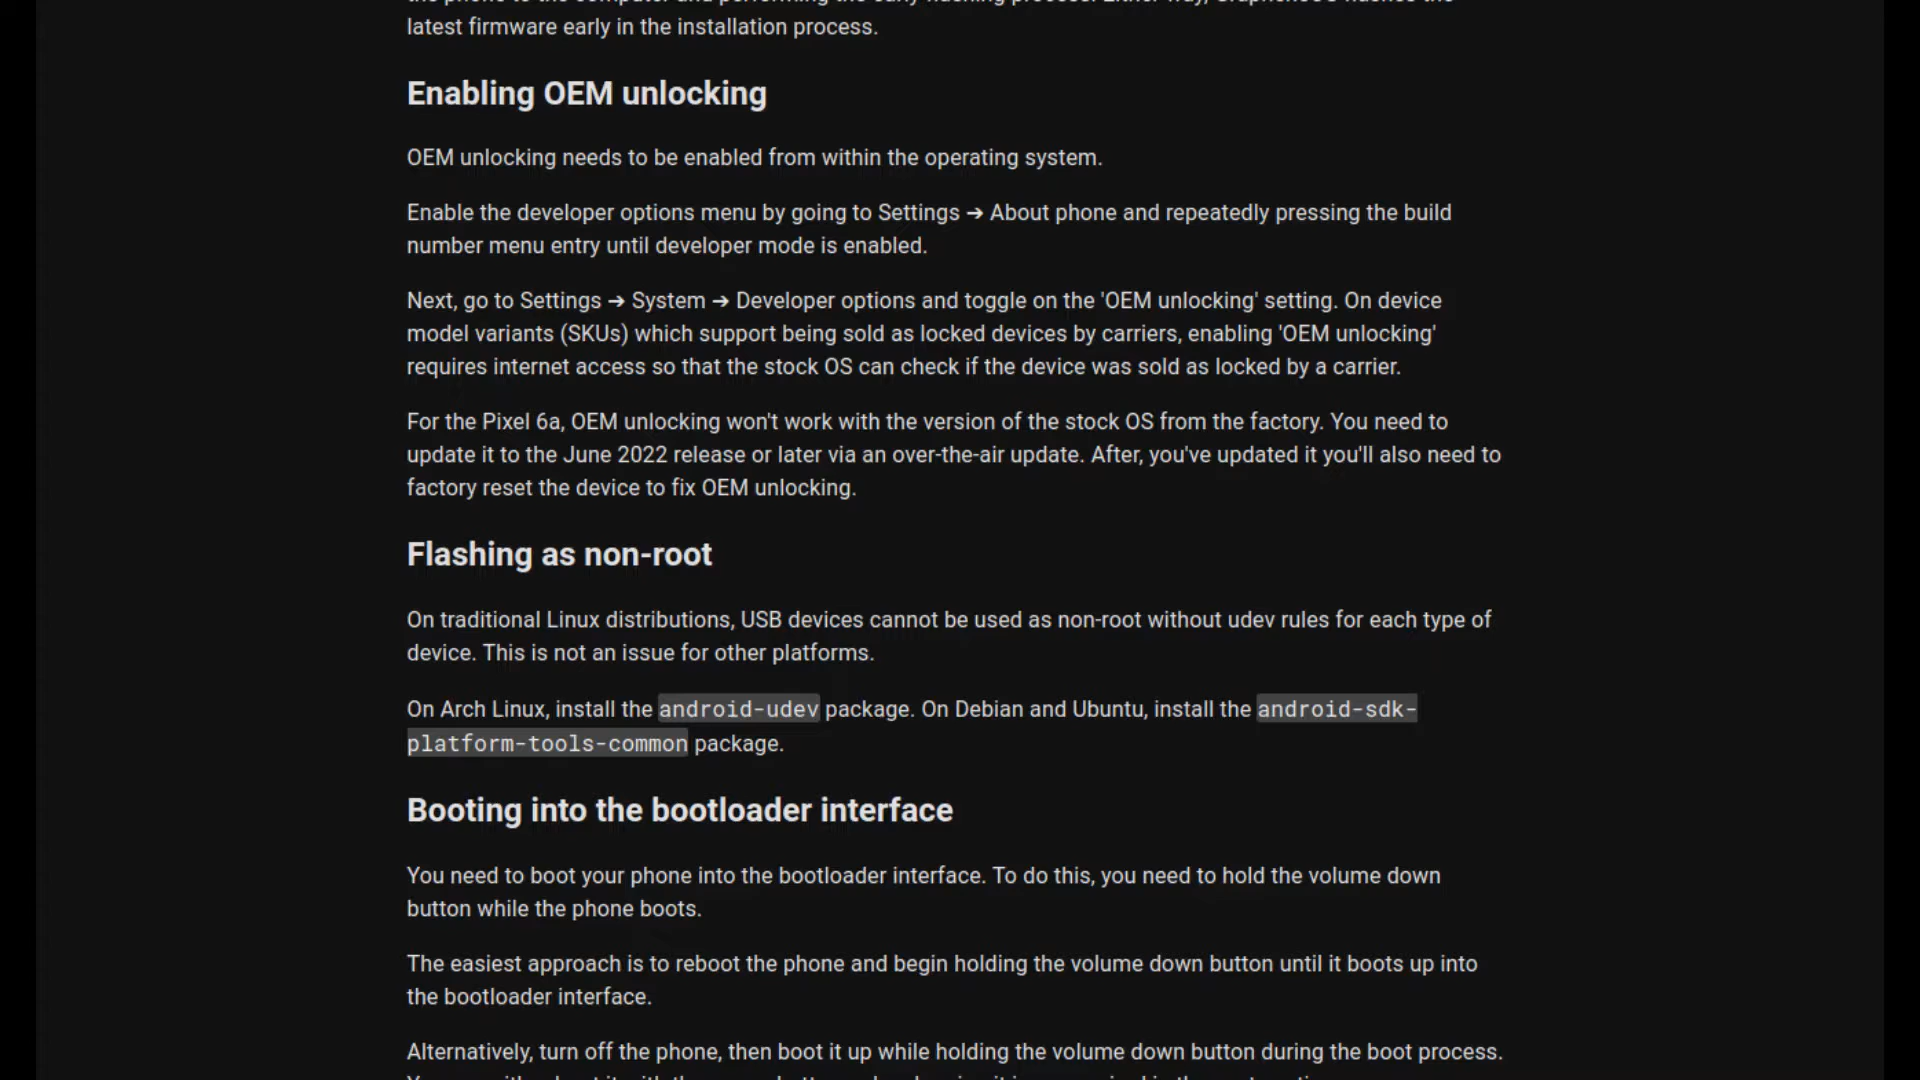 latest firmware early in the installation process.
Enabling OEM unlocking
OEM unlocking needs to be enabled from within the operating system.
Enable the developer options menu by going to Settings ➔ About phone and repeatedly pressing the build
number menu entry until developer mode is enabled.
Next, go to Settings ➔ System ➔ Developer options and toggle on the 'OEM unlocking' setting. On device
model variants (SKUs) which support being sold as locked devices by carriers, enabling 'OEM unlocking'
requires internet access so that the stock OS can check if the device was sold as locked by a carrier.
For the Pixel 6a, OEM unlocking won't work with the version of the stock OS from the factory. You need to
update it to the June 2022 release or later via an over-the-air update. After, you've updated it you'll also need to
factory reset the device to fix OEM unlocking.
Flashing as non-root
On traditional Linux distributions, USB devices cannot be used as non-root without udev rules for each type of
device. This is not an issue for other platforms.
On Arch Linux, install the android-udev package. On Debian and Ubuntu, install the android-sdk-
platform-tools-common package.
Booting into the bootloader interface
You need to boot your phone into the bootloader interface. To do this, you need to hold the volume down
button while the phone boots.
The easiest approach is to reboot the phone and begin holding the volume down button until it boots up into
the bootloader interface.
Alternatively, turn off the phone, then boot it up while holding the volume down button during the boot process.